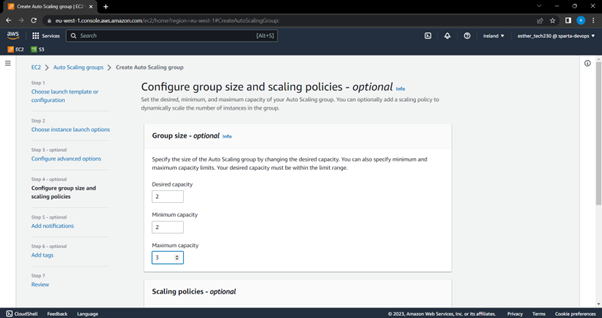 Create Auto Scaling group | EC2
eu-west-1.console.aws.amazon.com/ec2/home?region=eu-west-1#CreateAutoScalingGroup:
aws
Services
Search
[Alt+S]
Ireland
esther_tech230 @ sparta-devops
EC2
S3
EC2 > Auto Scaling groups > Create Auto Scaling group
Step 1
Choose launch template or
configuration
Step 2
Choose instance launch options
Step 3 - optional
Configure advanced options
Step 4 - optional
Configure group size and
scaling policies
Step 5 - optional
Add notifications
Step 6 - optional
Add tags
Step 7
Review
Configure group size and scaling policies - optional Info
Set the desired, minimum, and maximum capacity of your Auto Scaling group. You can optionally add a scaling policy to
dynamically scale the number of instances in the group.
Group size - optional Info
Specify the size of the Auto Scaling group by changing the desired capacity. You can also specify minimum and
maximum capacity limits. Your desired capacity must be within the limit range.
Desired capacity
2
Minimum capacity
2
Maximum capacity
3
Scaling policies - optional
CloudShell
Feedback
Language
© 2023, Amazon Web Services, Inc. or its affiliates.
Privacy
Terms
Cookie preferences